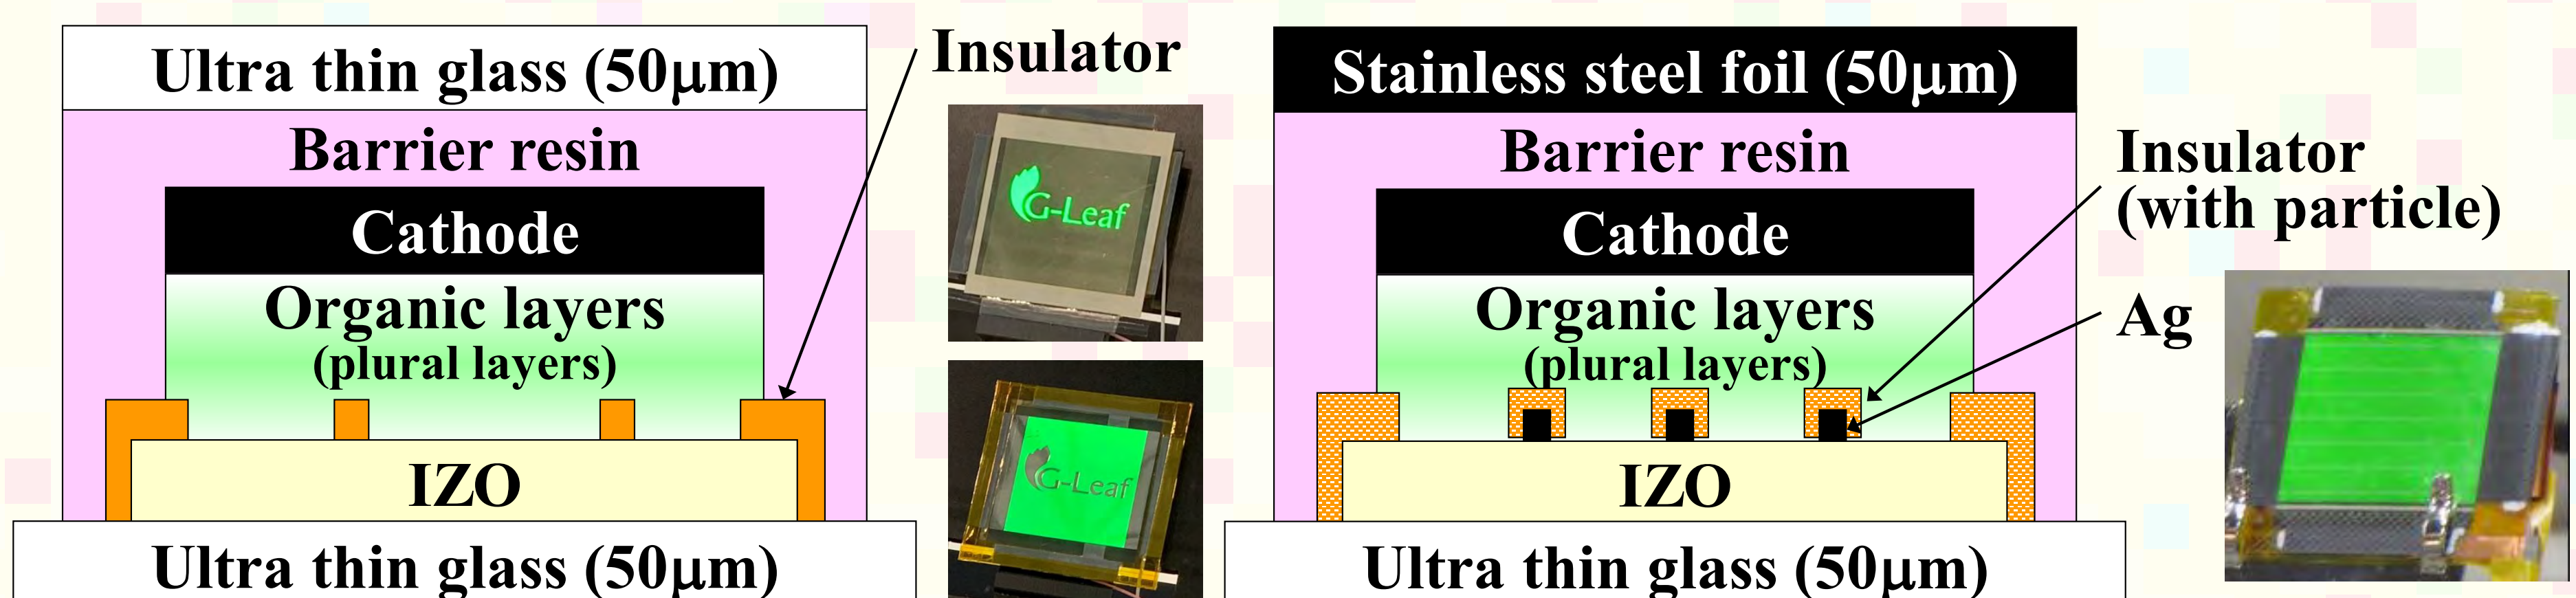 Ultra thin glass (50μm)
Barrier resin
Cathode
Organic layers
(plural layers)
IZO
Ultra thin glass (50μm)
Insulator
G-Leaf
G-Leaf
Stainless steel foil (50μm)
Barrier resin
Cathode
Organic layers
(plural layers)
IZO
Ultra thin glass (50μm)
Insulator
(with particle)
Ag